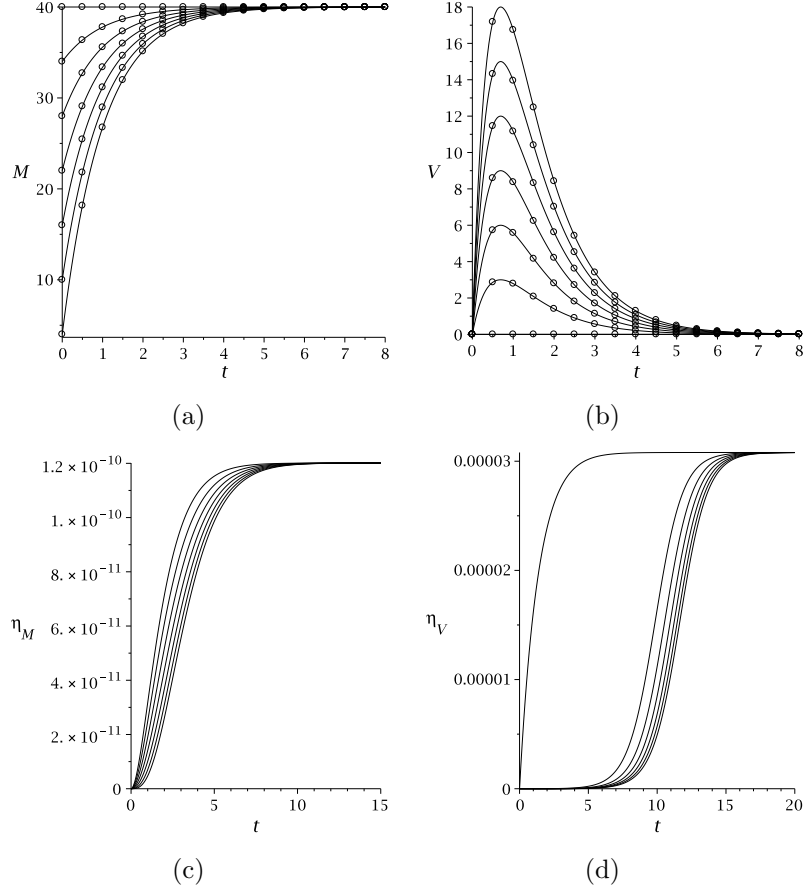 40
30
M
20
10
0 1 2 3 4 5 6 7 8
t
(a)
18
16
14
12
10
V
8
6
4
2
0
0 1 2 3 4 5 6 7 8
t
(b)
1.2 × 10⁻¹⁰
1. × 10⁻¹⁰
8. × 10⁻¹¹
6. × 10⁻¹¹
η_M
4. × 10⁻¹¹
2. × 10⁻¹¹
0
0 5 10 15
t
(c)
0.00003
0.00002
η_V
0.00001
0
0 5 10 15 20
t
(d)